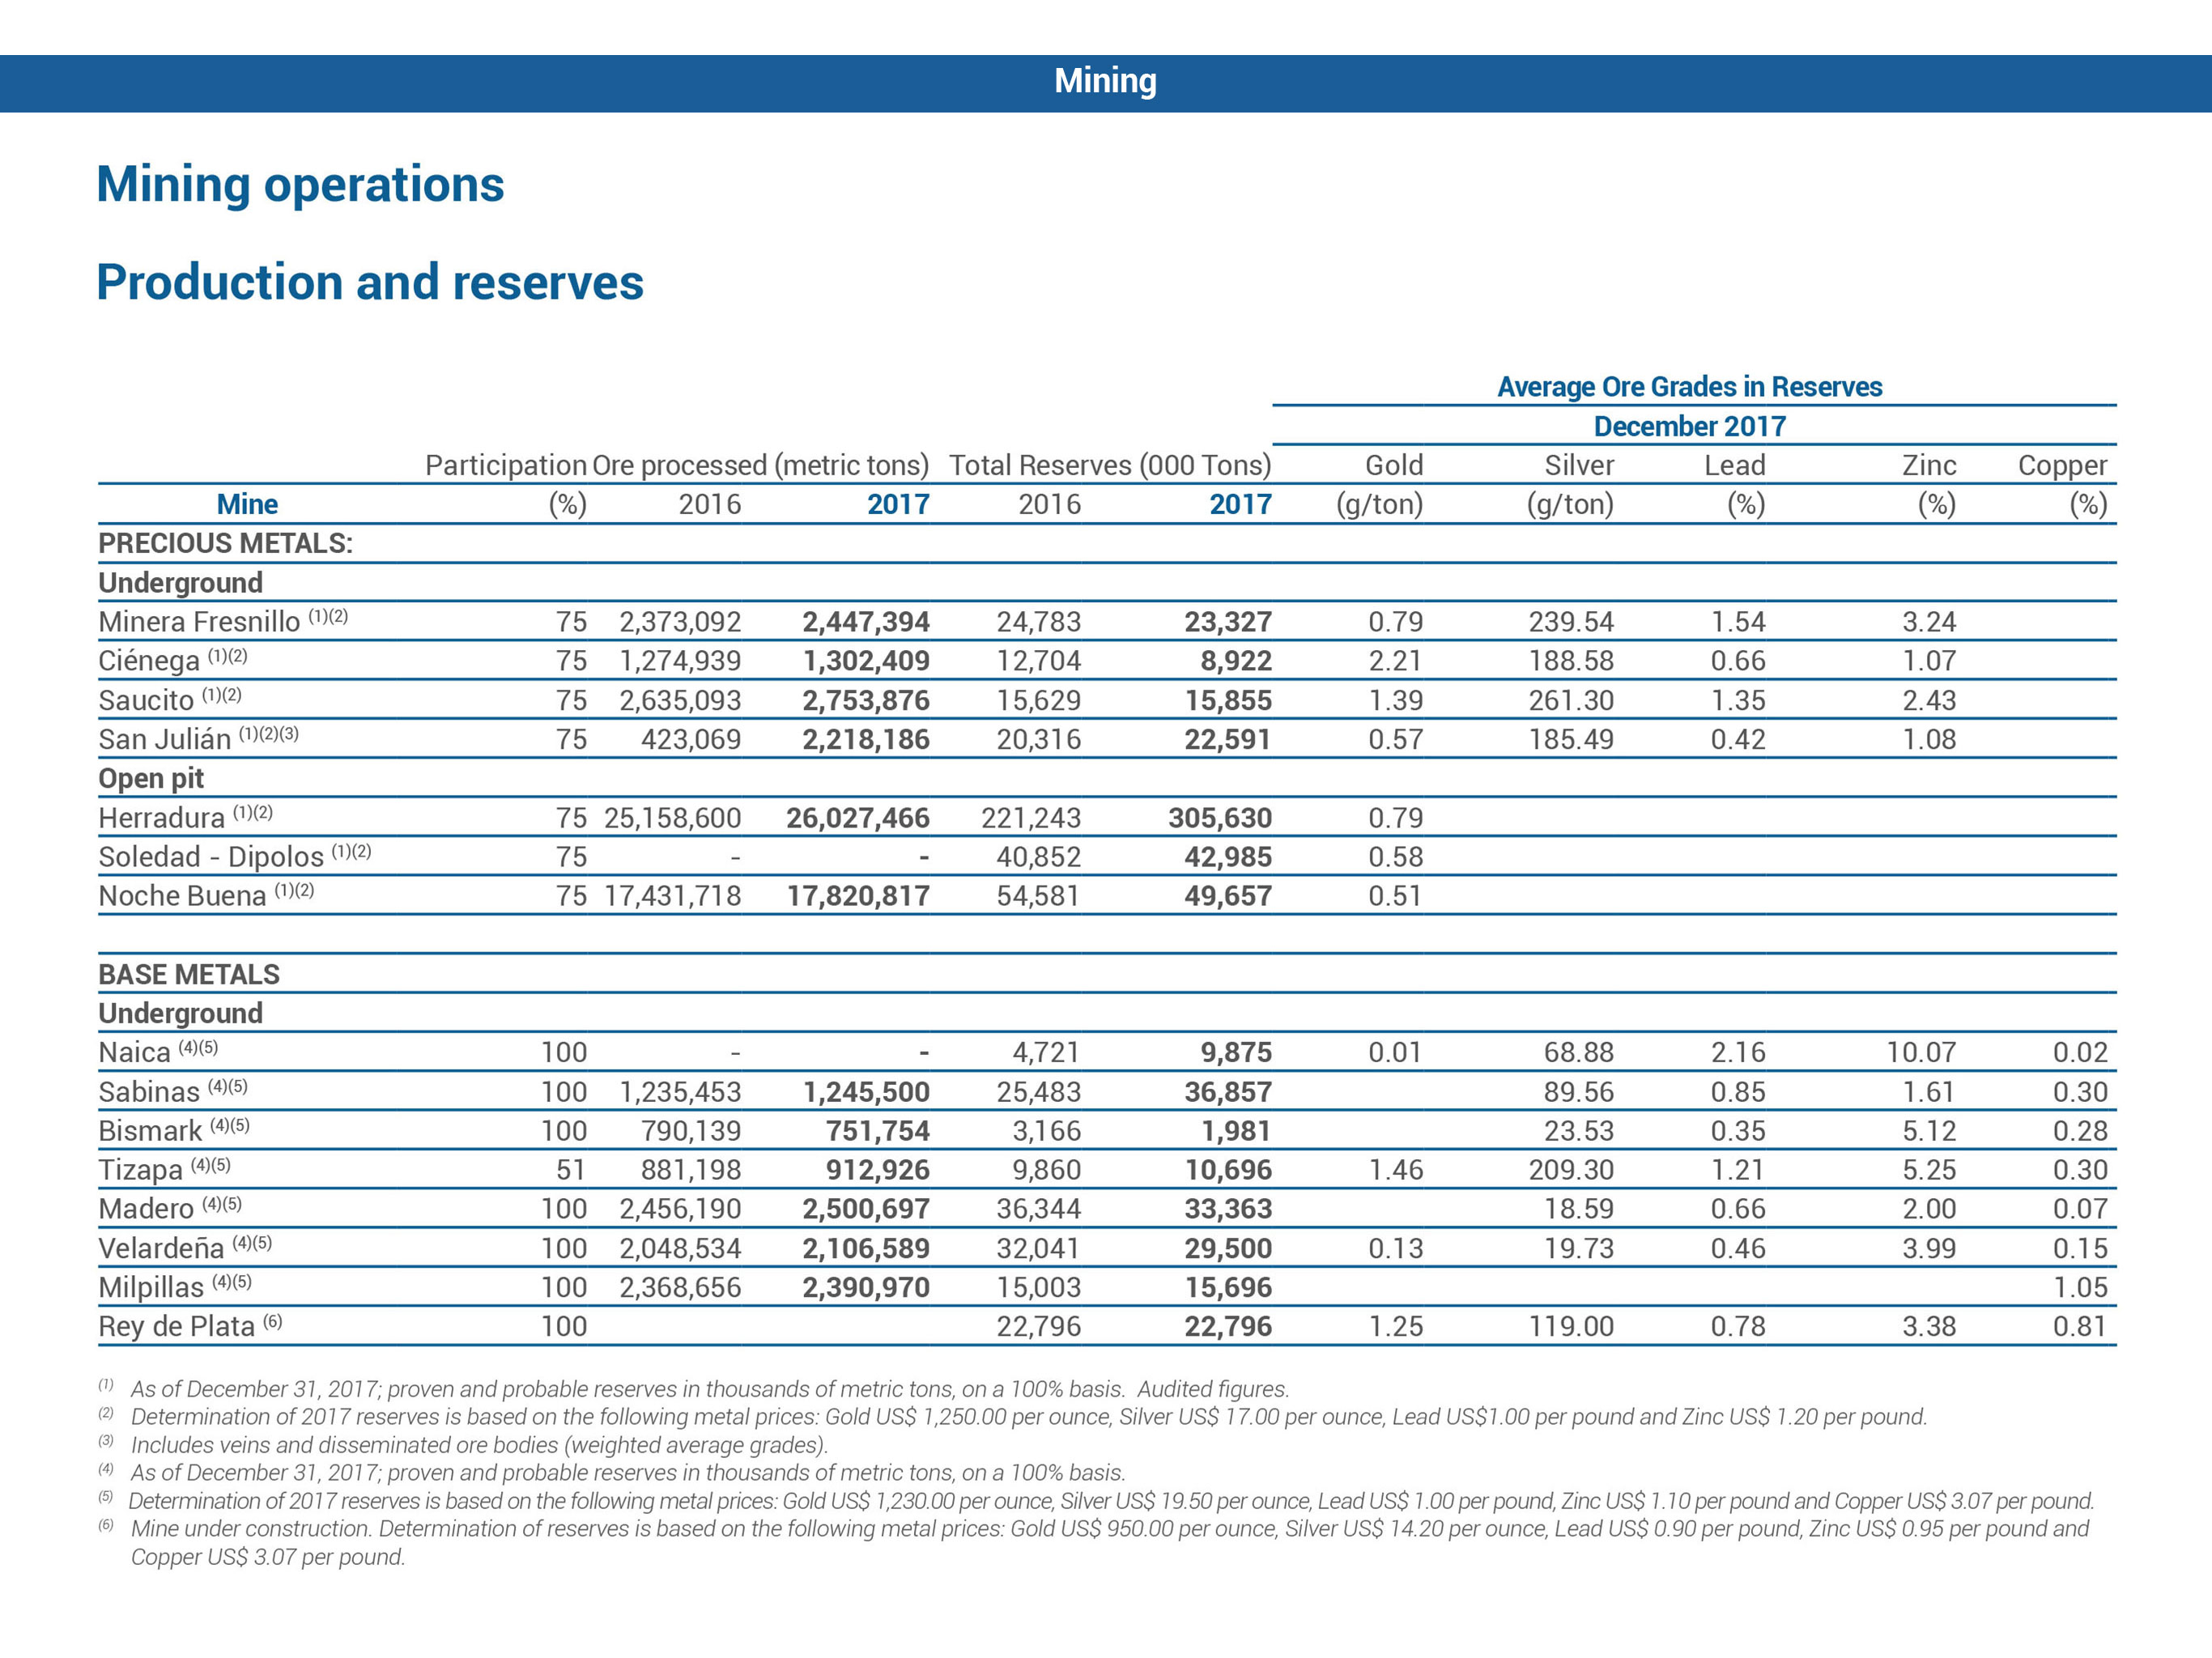 Mining
Mining operations
Production and reserves
Average Ore Grades in Reserves
December 2017
Participation Ore processed (metric tons) Total Reserves (000 Tons) Gold Silver Lead Zinc Copper
Mine (%) 2016 2017 2016 2017 (g/ton) (g/ton) (%) (%) (%)
PRECIOUS METALS:
Underground
Minera Fresnillo (1)(2) 75 2,373,092 2,447,394 24,783 23,327 0.79 239.54 1.54 3.24
Ciénega (1)(2) 75 1,274,939 1,302,409 12,704 8,922 2.21 188.58 0.66 1.07
Saucito (1)(2) 75 2,635,093 2,753,876 15,629 15,855 1.39 261.30 1.35 2.43
San Julián (1)(2)(3) 75 423,069 2,218,186 20,316 22,591 0.57 185.49 0.42 1.08
Open pit
Herradura (1)(2) 75 25,158,600 26,027,466 221,243 305,630 0.79
Soledad - Dipolos (1)(2) 75 - - 40,852 42,985 0.58
Noche Buena (1)(2) 75 17,431,718 17,820,817 54,581 49,657 0.51
BASE METALS
Underground
Naica (4)(5) 100 - - 4,721 9,875 0.01 68.88 2.16 10.07 0.02
Sabinas (4)(5) 100 1,235,453 1,245,500 25,483 36,857 89.56 0.85 1.61 0.30
Bismark (4)(5) 100 790,139 751,754 3,166 1,981 23.53 0.35 5.12 0.28
Tizapa (4)(5) 51 881,198 912,926 9,860 10,696 1.46 209.30 1.21 5.25 0.30
Madero (4)(5) 100 2,456,190 2,500,697 36,344 33,363 18.59 0.66 2.00 0.07
Velardeña (4)(5) 100 2,048,534 2,106,589 32,041 29,500 0.13 19.73 0.46 3.99 0.15
Milpillas (4)(5) 100 2,368,656 2,390,970 15,003 15,696 1.05
Rey de Plata (6) 100 22,796 22,796 1.25 119.00 0.78 3.38 0.81
(1) As of December 31, 2017; proven and probable reserves in thousands of metric tons, on a 100% basis. Audited figures.
(2) Determination of 2017 reserves is based on the following metal prices: Gold US$ 1,250.00 per ounce, Silver US$ 17.00 per ounce, Lead US$1.00 per pound and Zinc US$ 1.20 per pound.
(3) Includes veins and disseminated ore bodies (weighted average grades).
(4) As of December 31, 2017; proven and probable reserves in thousands of metric tons, on a 100% basis.
(5) Determination of 2017 reserves is based on the following metal prices: Gold US$ 1,230.00 per ounce, Silver US$ 19.50 per ounce, Lead US$ 1.00 per pound, Zinc US$ 1.10 per pound and Copper US$ 3.07 per pound.
(6) Mine under construction. Determination of reserves is based on the following metal prices: Gold US$ 950.00 per ounce, Silver US$ 14.20 per ounce, Lead US$ 0.90 per pound, Zinc US$ 0.95 per pound and
Copper US$ 3.07 per pound.